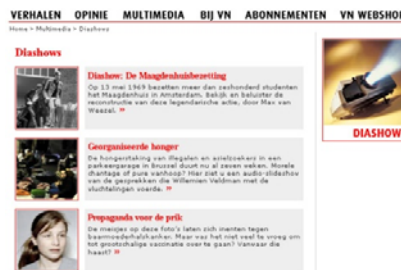 VERHALEN OPINIE MULTIMEDIA BIJ VN ABONNEMENTEN VN WEBSHOP
Home > Multimedia > Diashows
Diashows
Diashow: De Maagdenhuisbezetting
Op 13 mei 1969 bezetten meer dan zeshonderd studenten
het Maagdenhuis in Amsterdam. Bekijk en beluister de
reconstructie van deze legendarische actie, door Max van
Weezel. »
DIASHOW
Georganiseerde honger
De hongerstaking van illegalen en asielzoekers in een
parkeergarage in Brussel duurt nu al zeven weken. Morele
chantage of pure wanhoop? Hier ziet u een audio-slideshow
van de gesprekken die Willemien Veldman met de
vluchtelingen voerde. »
Propaganda voor de prik
De meisjes op deze foto's laten zich inenten tegen
baarmoederhalskanker. Maar was het niet veel te vroeg om
tot grootschalige vaccinatie over te gaan? Vanwaar die
haast? »